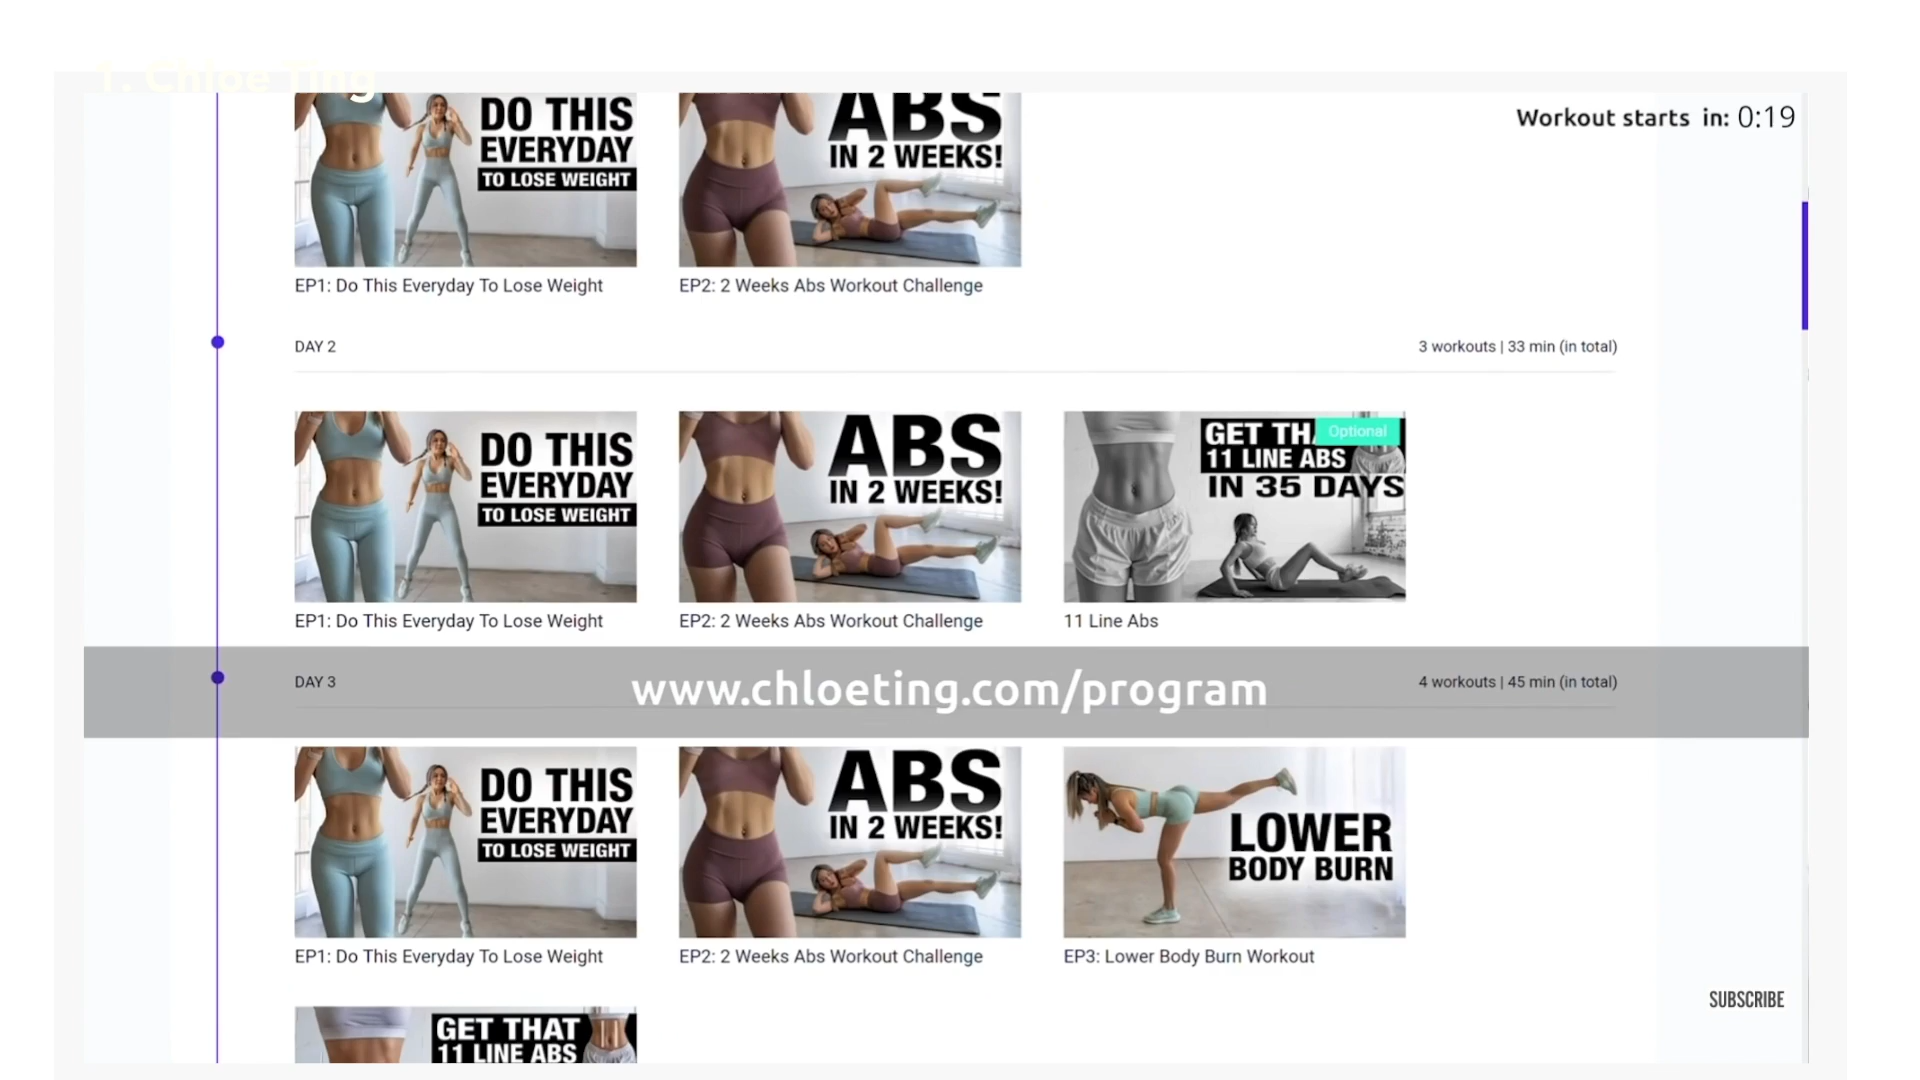 1. Chloe Ting
Workout starts in: 0:19
DO THIS
EVERYDAY
TO LOSE WEIGHT
ABS
IN 2 WEEKS!
EP1: Do This Everyday To Lose Weight
EP2: 2 Weeks Abs Workout Challenge
DAY 2
3 workouts | 33 min (in total)
DO THIS
EVERYDAY
TO LOSE WEIGHT
ABS
IN 2 WEEKS!
GET TH
Optional
11 LINE ABS
IN 35 DAYS
EP1: Do This Everyday To Lose Weight
EP2: 2 Weeks Abs Workout Challenge
11 Line Abs
DAY 3
www.chloeting.com/program
4 workouts | 45 min (in total)
DO THIS
EVERYDAY
TO LOSE WEIGHT
ABS
IN 2 WEEKS!
LOWER
BODY BURN
EP1: Do This Everyday To Lose Weight
EP2: 2 Weeks Abs Workout Challenge
EP3: Lower Body Burn Workout
SUBSCRIBE
GET THAT
11 LINE ABS